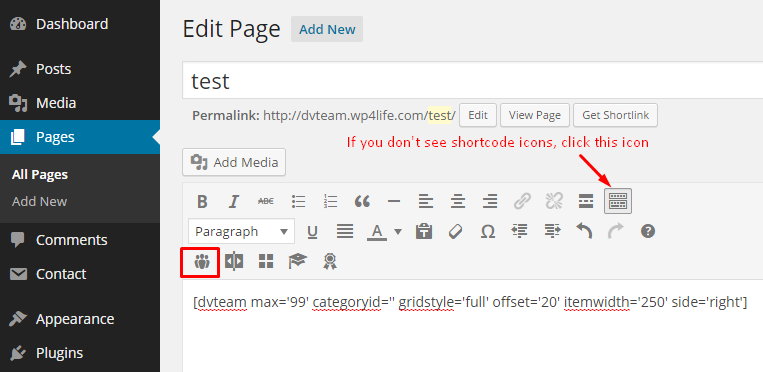 Dashboard
Posts
Media
Pages
All Pages
Add New
Comments
Contact
Appearance
Plugins
Edit Page Add New
test
Permalink: http://dvteam.wp4life.com/test/ Edit View Page Get Shortlink
If you don't see shortcode icons, click this icon
Add Media
B I ABC
Paragraph U A Ω
[dvteam max='99' categoryid='' gridstyle='full' offset='20' itemwidth='250' side='right']